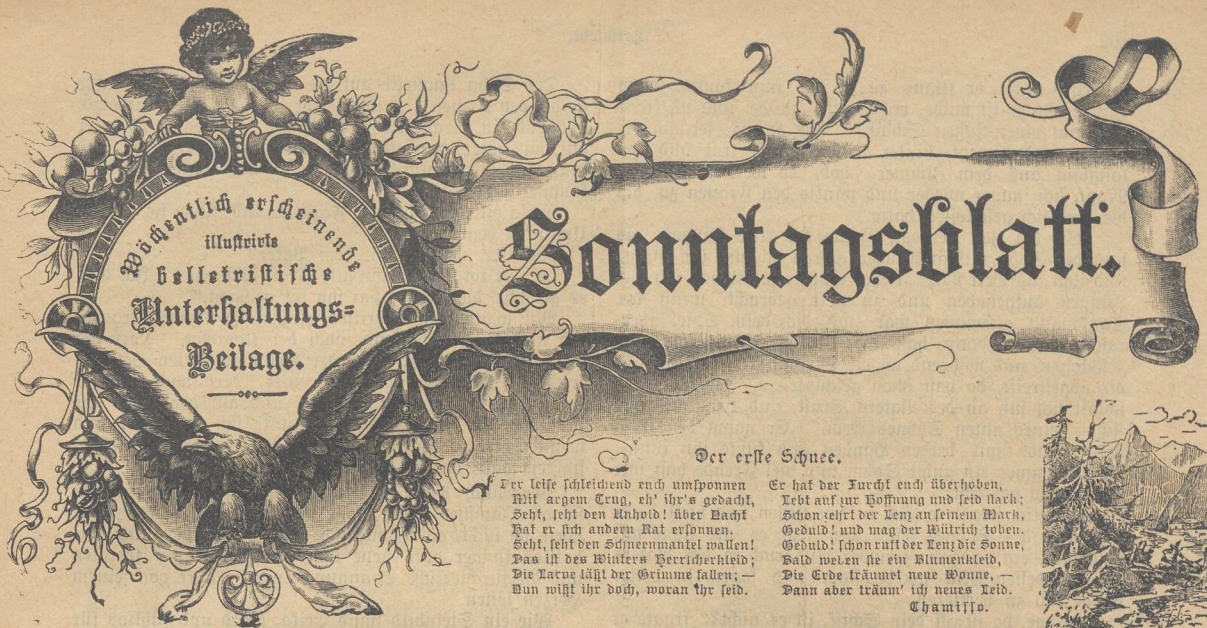 Wöchentlich erscheinende
illustrirte
belletristische
Unterhaltungs-
Beilage.
Sonntagsblatt.
Der erste Schnee.
Der leise schleichend euch umsponnen
Mit argem Trug, eh' ihr's gedacht,
Seht, seht den Unhold! über Nacht
Hat er sich andern Rat ersonnen.
Seht, seht den Schneenmantel wallen!
Das ist des Winters Herrscherkleid;
Die Larve läßt der Grimme fallen; —
Nun wißt ihr doch, woran ihr seid.
Er hat der Furcht euch überhoben,
Lebt auf zur Hoffnung und seid stark;
Schon zehrt der Lenz an seinem Mark,
Geduld! und mag der Wütrich toben.
Geduld! schon ruft der Lenz die Sonne,
Bald weben sie ein Blumenkleid,
Die Erde träumet neue Wonne, —
Dann aber träum' ich neues Leid.
Chamisso.